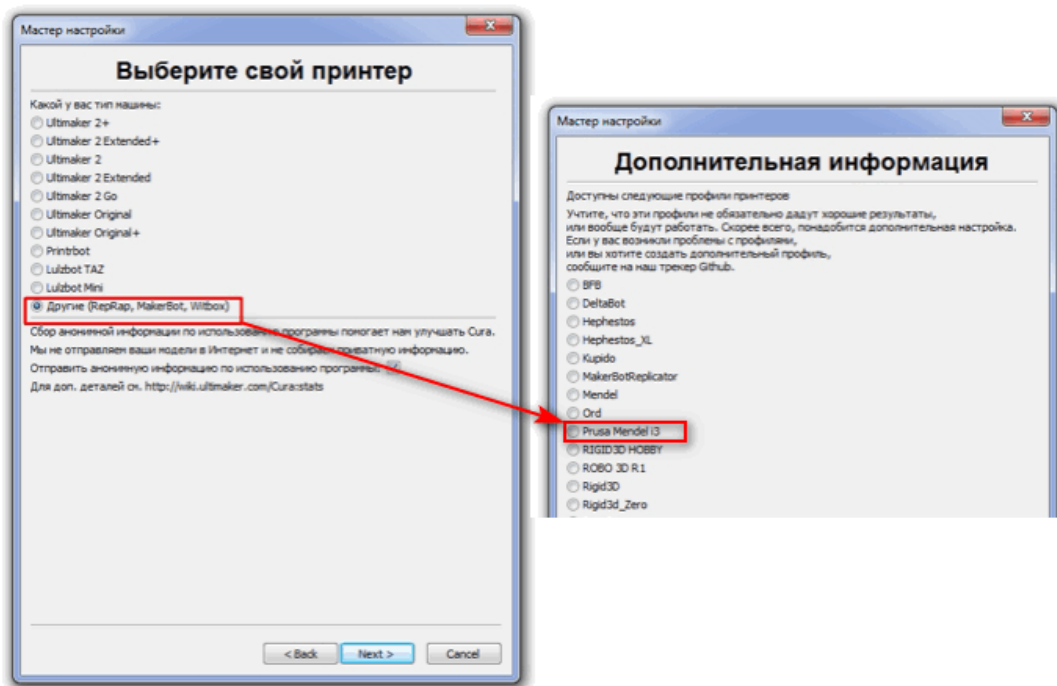 Мастер настройки
Выберите свой принтер
Какой у вас тип машины:
Ultimaker 2+
Ultimaker 2 Extended+
Ultimaker 2
Ultimaker 2 Extended
Ultimaker 2 Go
Ultimaker Original
Ultimaker Original+
Printrbot
Lulzbot TAZ
Lulzbot Mini
Другие (RepRap, MakerBot, Witbox)
Сбор анонимной информации по использованию программы помогает нам улучшать Cura.
Мы не отправляем ваши модели в Интернет и не собираем приватную информацию.
Отправить анонимную информацию по использованию программы:
Для доп. деталей см. http://wiki.ultimaker.com/Cura:stats
< Back
Next >
Cancel
Мастер настройки
Дополнительная информация
Доступны следующие профили принтеров
Учтите, что эти профили не обязательно дадут хорошие результаты,
или вообще будут работать. Скорее всего, понадобится дополнительная настройка.
Если у вас возникли проблемы с профилями,
или вы хотите создать дополнительный профиль,
сообщите на наш трекер Github.
BFB
DeltaBot
Hephestos
Hephestos_XL
Kupido
MakerBotReplicator
Mendel
Ord
Prusa Mendel i3
RIGID3D HOBBY
ROBO 3D R1
Rigid3D
Rigid3d_Zero